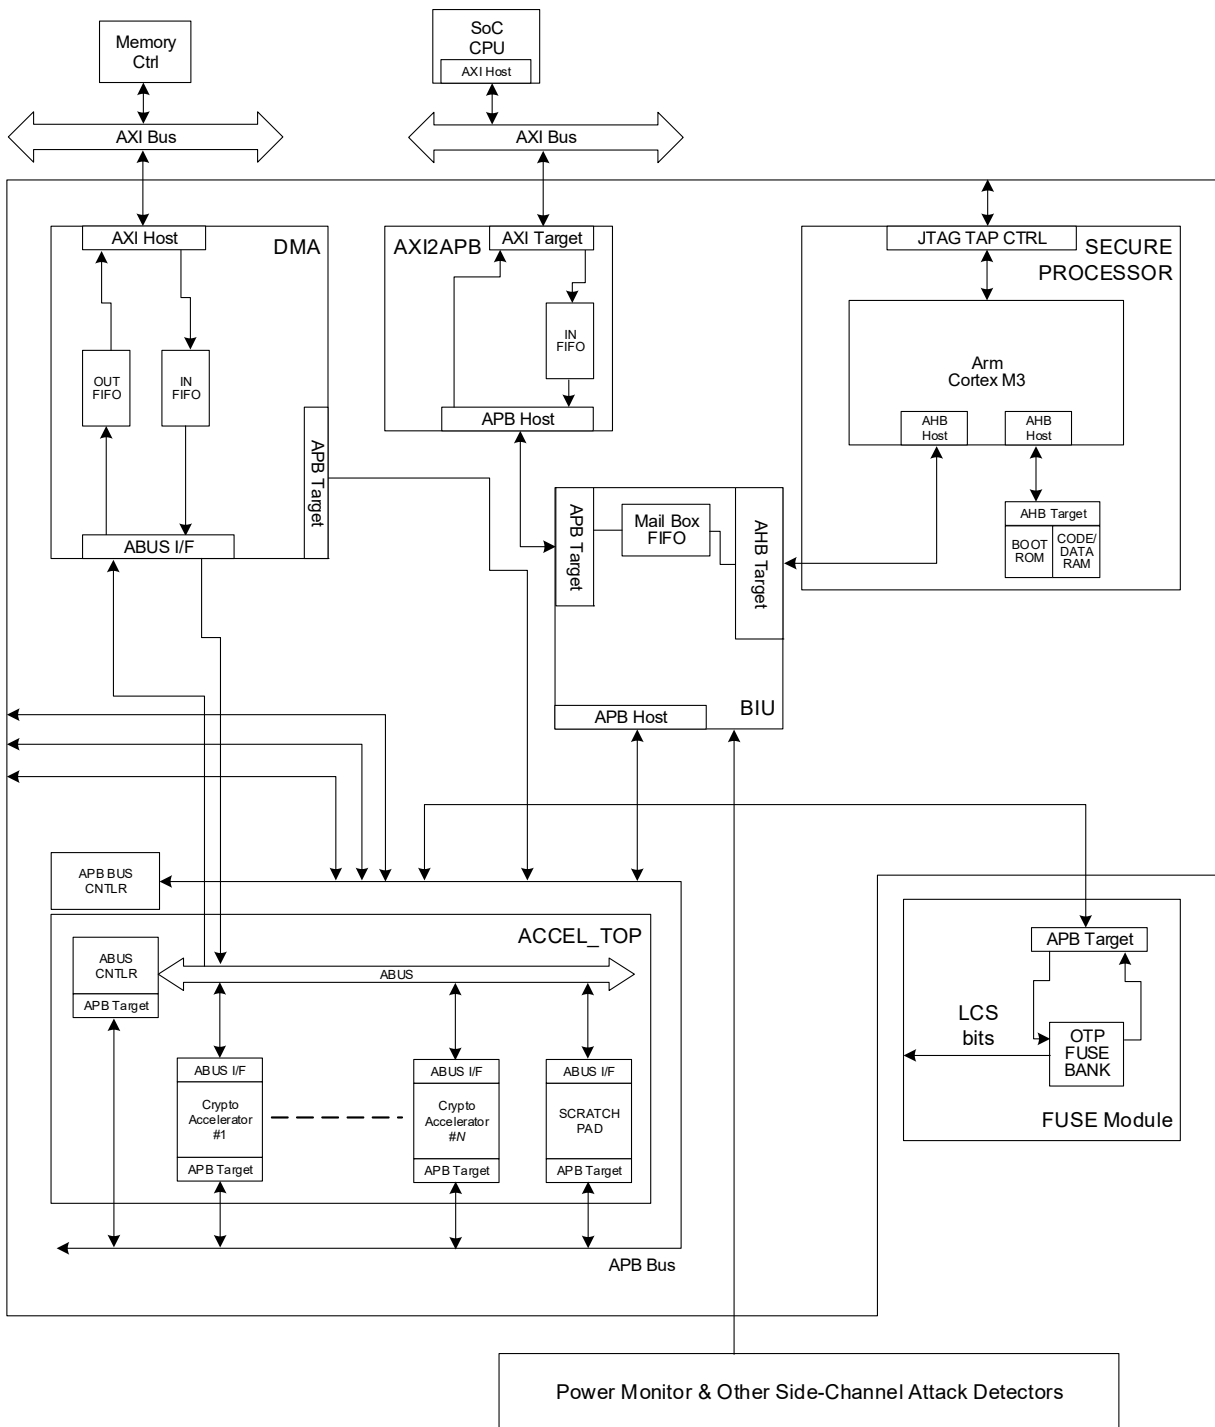 Memory
Ctrl
SoC
CPU
AXI Host
AXI Bus
AXI Bus
AXI Host
DMA
OUT
FIFO
IN
FIFO
APB Target
ABUS I/F
AXI2APB
AXI Target
IN
FIFO
APB Host
JTAG TAP CTRL
SECURE
PROCESSOR
Arm
Cortex M3
AHB
Host
AHB
Host
AHB Target
BOOT
ROM
CODE/
DATA
RAM
APB Target
Mail Box
FIFO
AHB Target
APB Host
BIU
APB BUS
CNTLR
ACCEL_TOP
ABUS
CNTLR
APB Target
ABUS
ABUS I/F
Crypto
Accelerator
#1
APB Target
ABUS I/F
Crypto
Accelerator
#N
APB Target
ABUS I/F
SCRATCH
PAD
APB Target
APB Bus
APB Target
LCS
bits
OTP
FUSE
BANK
FUSE Module
Power Monitor & Other Side-Channel Attack Detectors